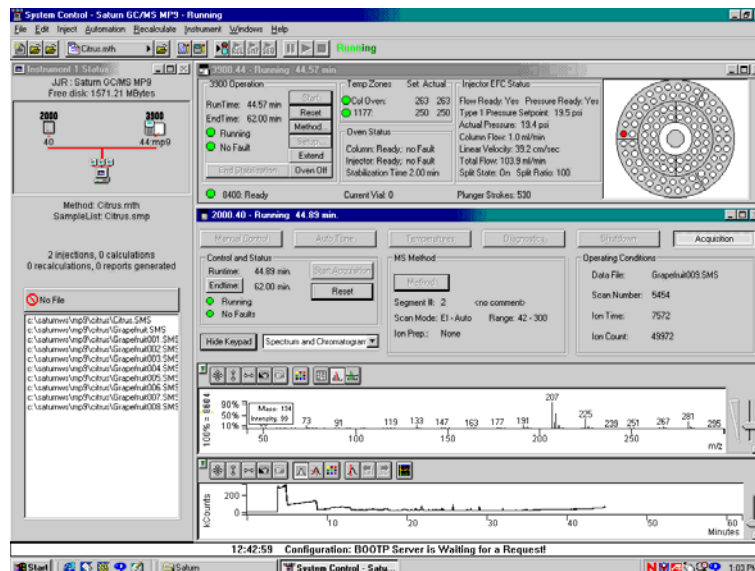 System Control - Saturn GC/MS MP9 - Running
File Edit Inject Automation Recalculate Instrument Windows Help
Citrus.mth
Running
Instrument 1 Status
JJR : Saturn GC/MS MP9
Free disk: 1571.21 MBytes
2000 3900
40 44:mp9
Method: Citrus.mth
SampleList: Citrus.smp
2 injections, 0 calculations
0 recalculations, 0 reports generated
No File
c:\saturnws\mp9\citrus\Citrus.SMS
c:\saturnws\mp9\citrus\Grapefruit.SMS
c:\saturnws\mp9\citrus\Grapefruit001.SMS
c:\saturnws\mp9\citrus\Grapefruit002.SMS
c:\saturnws\mp9\citrus\Grapefruit003.SMS
c:\saturnws\mp9\citrus\Grapefruit004.SMS
c:\saturnws\mp9\citrus\Grapefruit005.SMS
c:\saturnws\mp9\citrus\Grapefruit006.SMS
c:\saturnws\mp9\citrus\Grapefruit007.SMS
c:\saturnws\mp9\citrus\Grapefruit008.SMS
3900.44 - Running 44.57 min
3900 Operation
RunTime: 44.57 min
EndTime: 62.00 min
Running
No Fault
Start
Reset
Method...
Setup...
Extend
End Stabilization
Oven Off
Temp Zones Set Actual
Col Oven: 263 263
1177: 250 250
Oven Status
Column: Ready; no Fault
Injector: Ready; no Fault
Stabilization Time 2.00 min
Injector EFC Status
Flow Ready: Yes Pressure Ready: Yes
Type 1 Pressure Setpoint: 19.5 psi
Actual Pressure: 19.4 psi
Column Flow: 1.0 ml/min
Linear Velocity: 39.2 cm/sec
Total Flow: 103.9 ml/min
Split State: On Split Ratio: 100
8400: Ready Current Vial: 0 Plunger Strokes: 530
2000.40 - Running 44.89 min.
Manual Control Auto Tune Temperatures Diagnostics Shutdown Acquisition
Control and Status
Runtime: 44.89 min.
Endtime: 62.00 min.
Running
No Faults
Start Acquisition
Reset
MS Method
Method...
Segment #: 2 <no comment>
Scan Mode: EI - Auto Range: 42 - 300
Ion Prep.: None
Operating Conditions
Data File: Grapefruit009.SMS
Scan Number: 5454
Ion Time: 7572
Ion Count: 49972
Hide Keypad Spectrum and Chromatogram
100% = 8604
90%
50%
10%
Mass: 134
Intensity: 99
73 91 119 133 147 163 177 191 207 225 239 251 267 281 295
50 100 150 200 250
m/z
kCounts
200
0
10 20 30 40 50 60
Minutes
12:42:59 Configuration: BOOTP Server is Waiting for a Request!
Start Saturn System Control - Satu... 1:03 PM